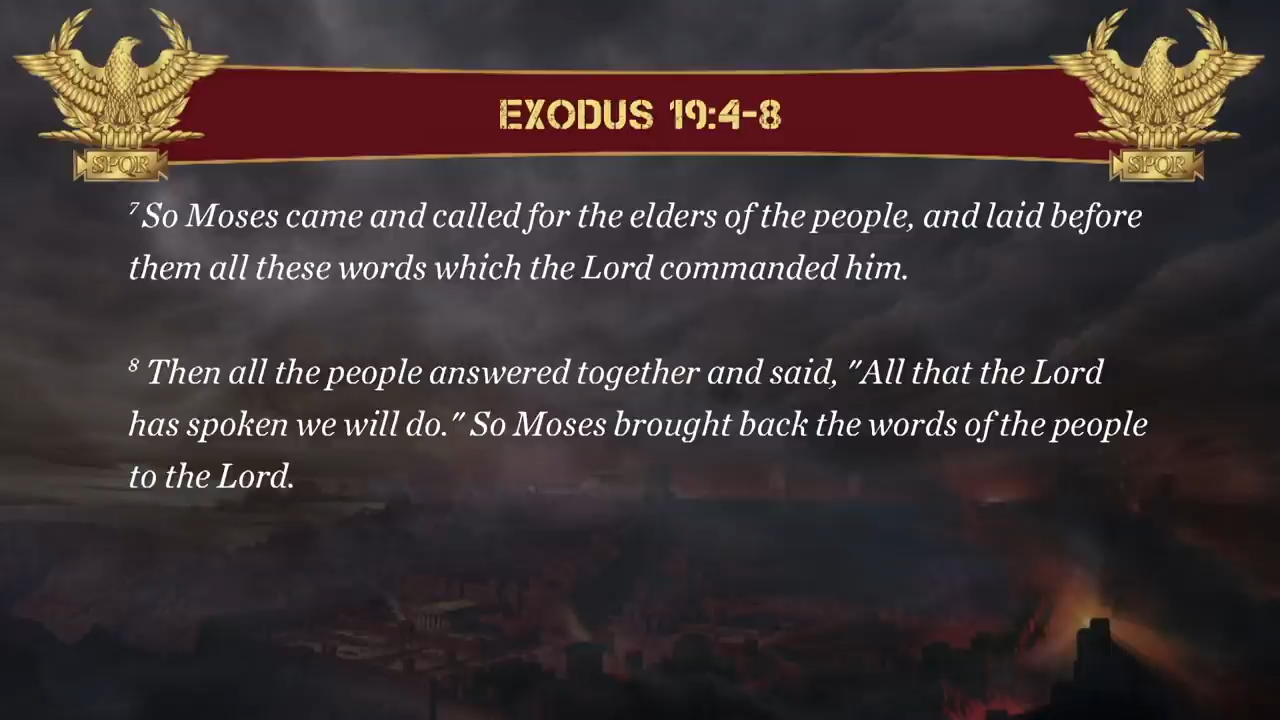 EXODUS 19:4-8
SPQR
SPQR
⁷ So Moses came and called for the elders of the people, and laid before
them all these words which the Lord commanded him.
⁸ Then all the people answered together and said, "All that the Lord
has spoken we will do." So Moses brought back the words of the people
to the Lord.